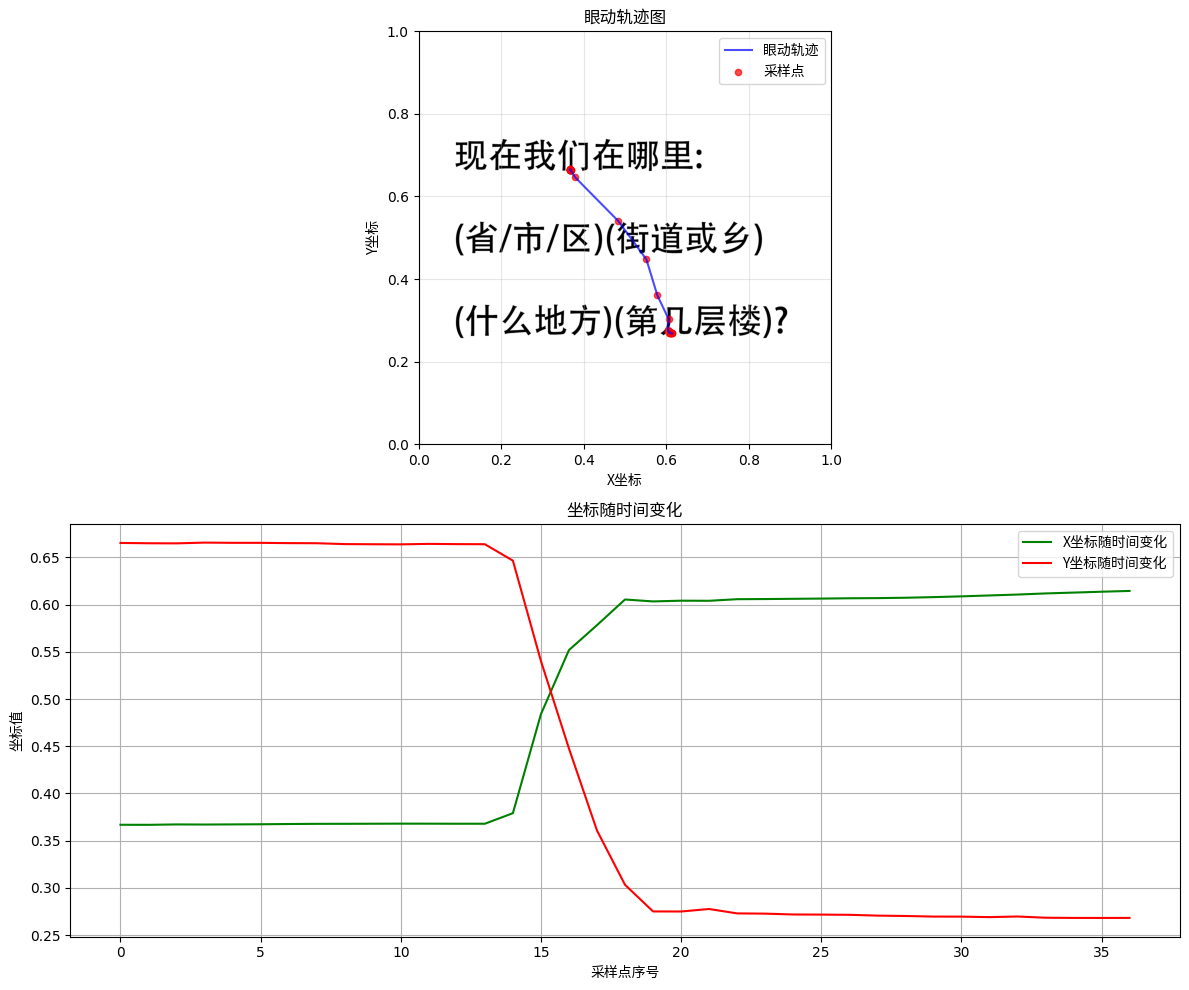 眼动轨迹图
1.0
0.8
0.6
0.4
0.2
0.0
Y坐标
眼动轨迹
采样点
现在我们在哪里:
(省/市/区)(街道或乡)
(什么地方)(第几层楼)?
0.0 0.2 0.4 0.6 0.8 1.0
X坐标
坐标随时间变化
0.65
0.60
0.55
0.50
0.45
0.40
0.35
0.30
0.25
坐标值
X坐标随时间变化
Y坐标随时间变化
0 5 10 15 20 25 30 35
采样点序号